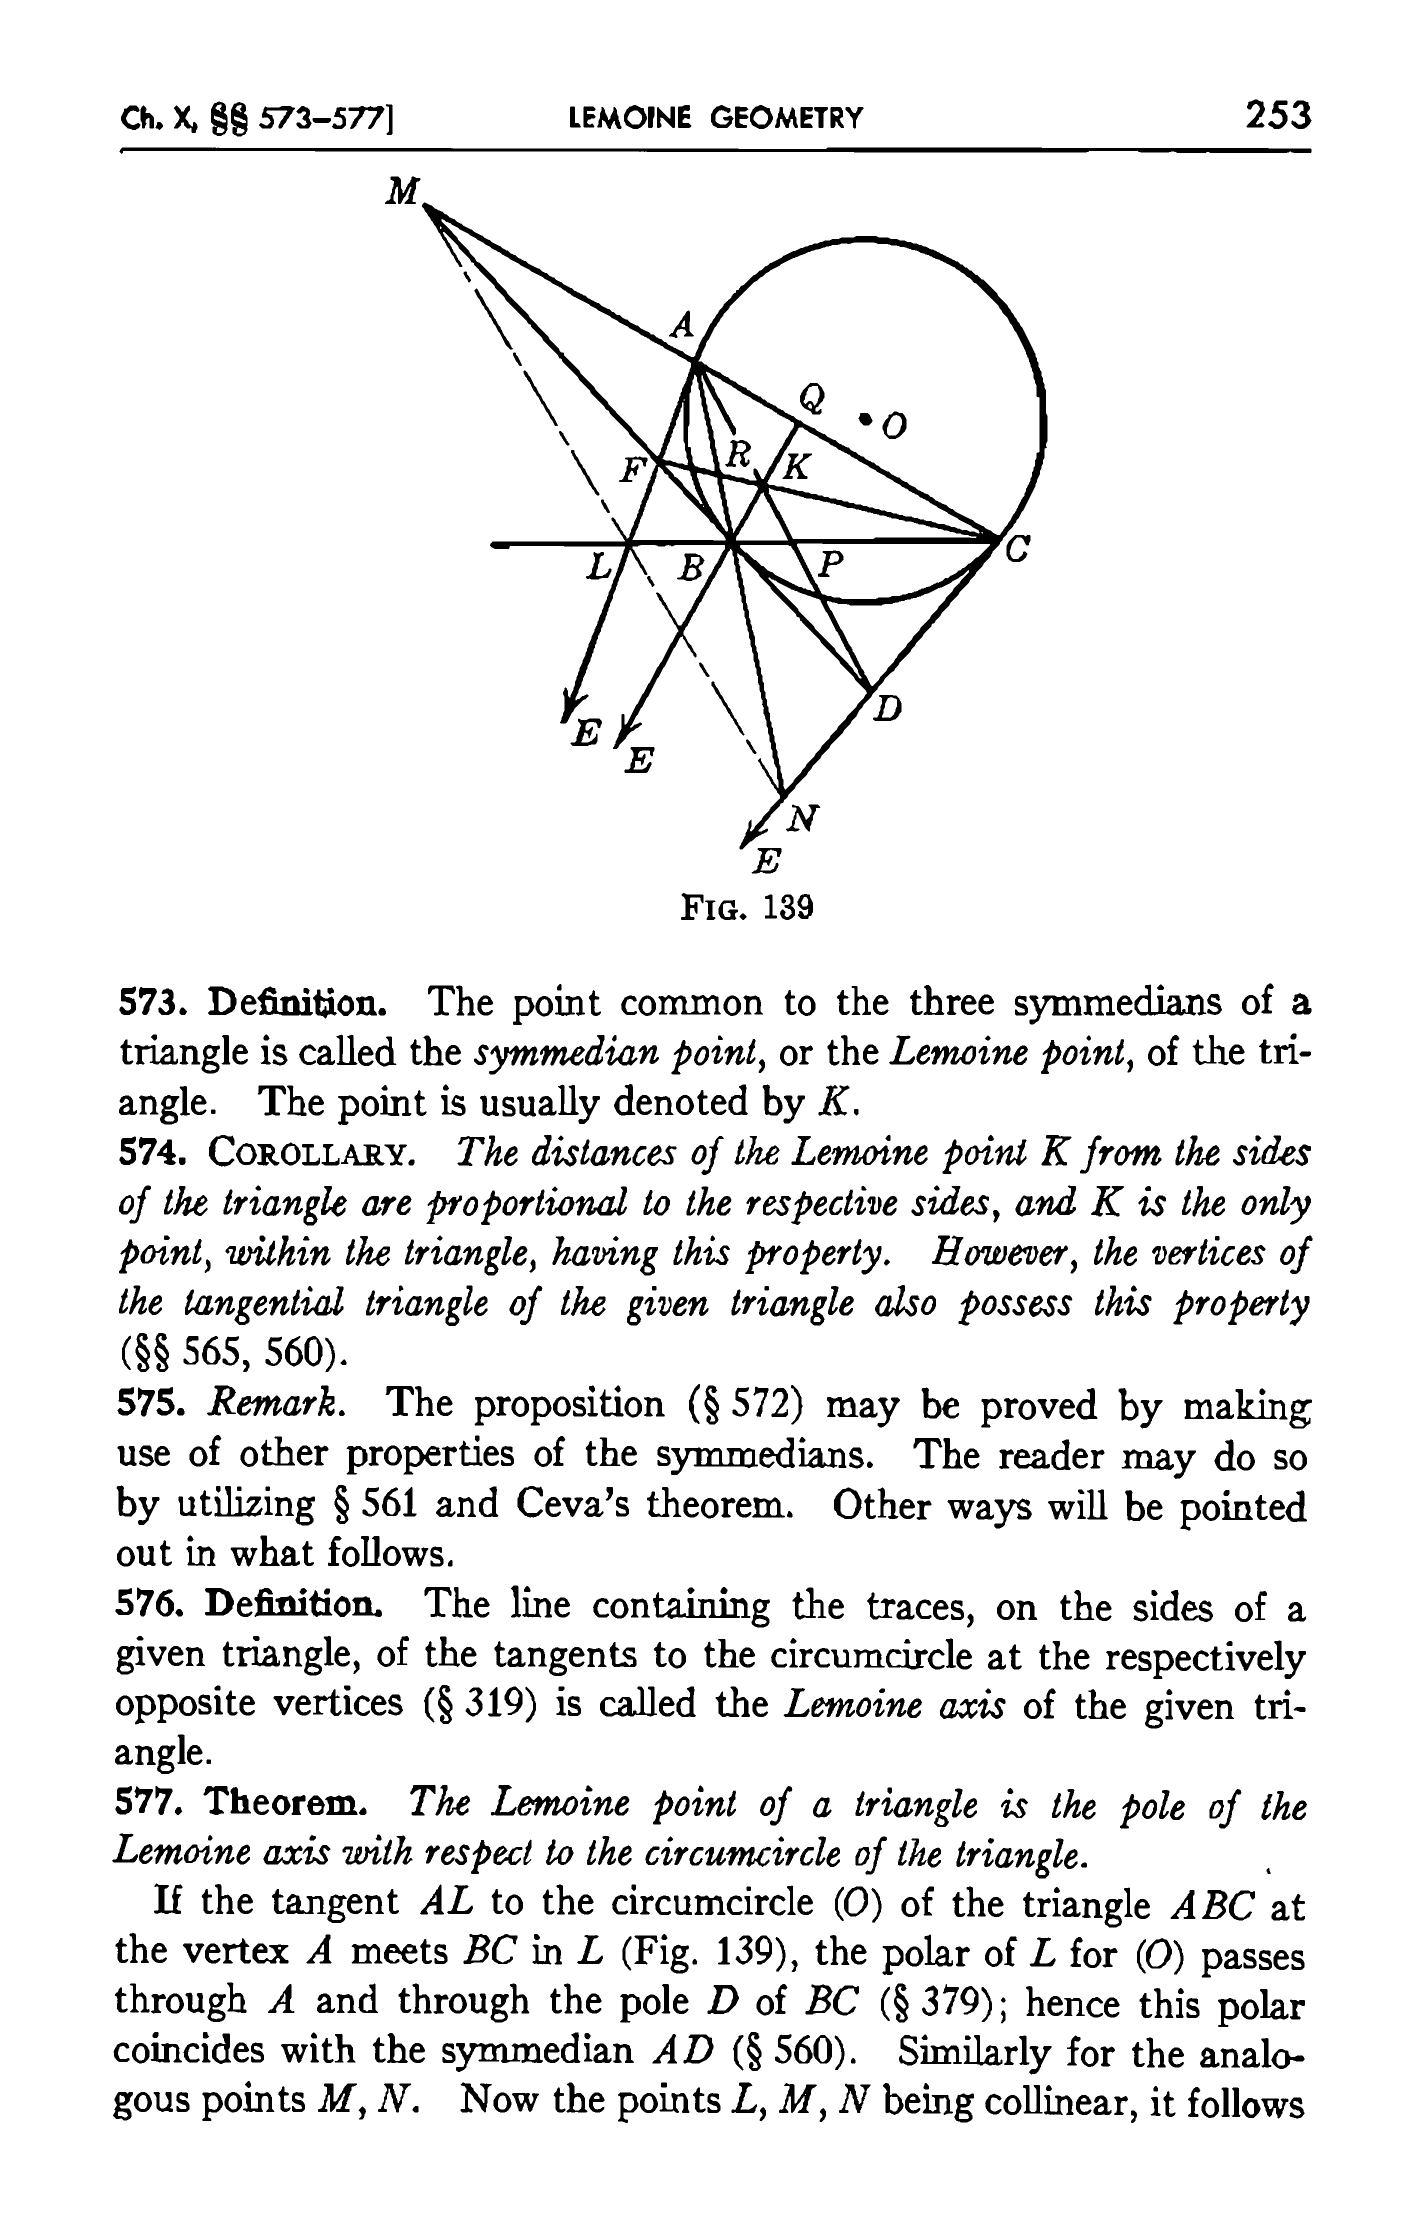 Ch. X, §§ 573–577] LEMOINE GEOMETRY 253
M
A
Q
O
R
K
F
L
B
P
C
D
E
E
N
E
FIG. 139
573. Definition. The point common to the three symmedians of a
triangle is called the symmedian point, or the Lemoine point, of the tri-
angle. The point is usually denoted by K.
574. COROLLARY. The distances of the Lemoine point K from the sides
of the triangle are proportional to the respective sides, and K is the only
point, within the triangle, having this property. However, the vertices of
the tangential triangle of the given triangle also possess this property
(§§ 565, 560).
575. Remark. The proposition (§ 572) may be proved by making
use of other properties of the symmedians. The reader may do so
by utilizing § 561 and Ceva's theorem. Other ways will be pointed
out in what follows.
576. Definition. The line containing the traces, on the sides of a
given triangle, of the tangents to the circumcircle at the respectively
opposite vertices (§ 319) is called the Lemoine axis of the given tri-
angle.
577. Theorem. The Lemoine point of a triangle is the pole of the
Lemoine axis with respect to the circumcircle of the triangle.
If the tangent AL to the circumcircle (O) of the triangle ABC at
the vertex A meets BC in L (Fig. 139), the polar of L for (O) passes
through A and through the pole D of BC (§ 379); hence this polar
coincides with the symmedian AD (§ 560). Similarly for the analo-
gous points M, N. Now the points L, M, N being collinear, it follows